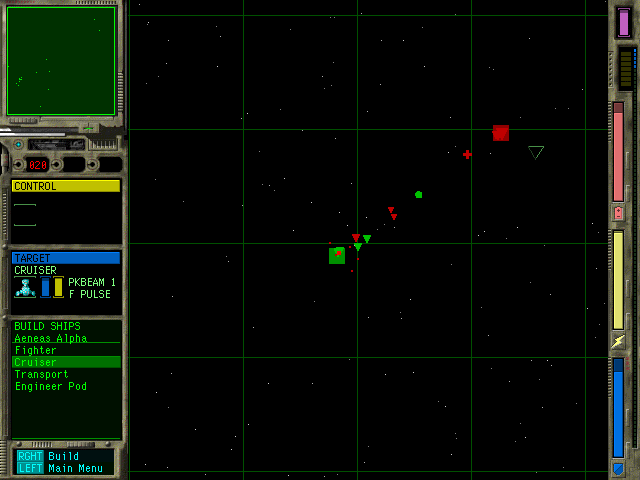 020
CONTROL
TARGET
CRUISER
PKBEAM 1
F PULSE
BUILD SHIPS
Aeneas Alpha
Fighter
Cruiser
Transport
Engineer Pod
RGHT Build
LEFT Main Menu